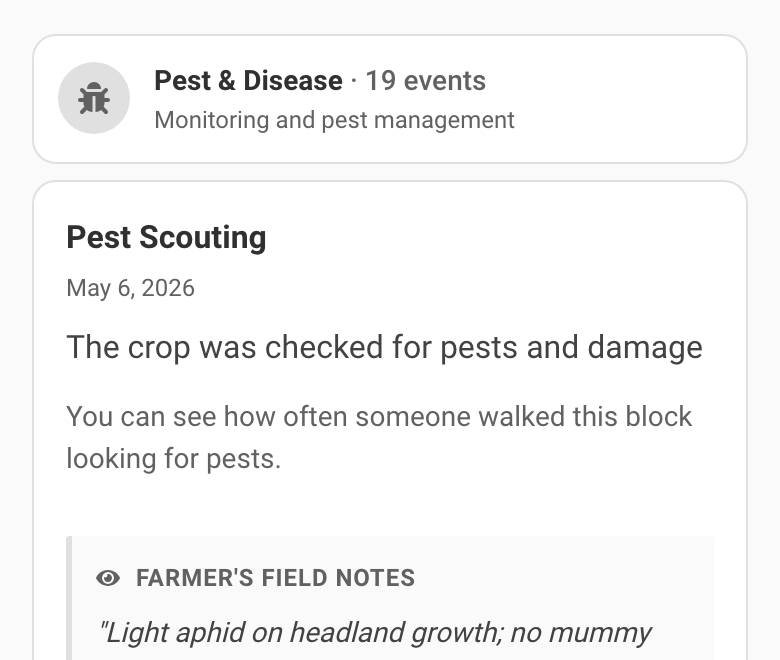 Pest & Disease · 19 events
Monitoring and pest management
Pest Scouting
May 6, 2026
The crop was checked for pests and damage
You can see how often someone walked this block
looking for pests.
FARMER'S FIELD NOTES
"Light aphid on headland growth; no mummy